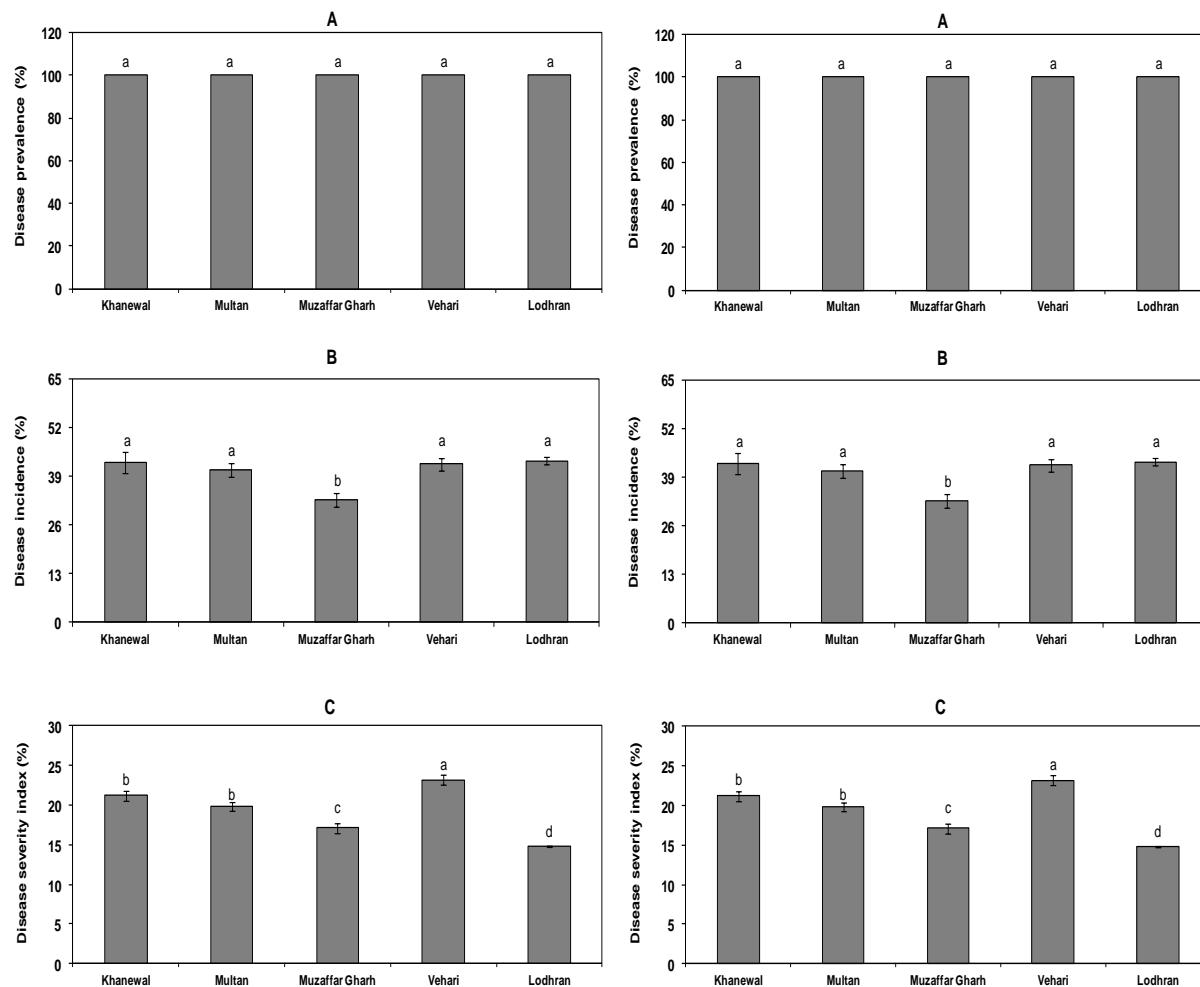 A
Disease prevalence (%)
120
100
80
60
40
20
0
a a a a a
Khanewal Multan Muzaffar Gharh Vehari Lodhran
B
Disease incidence (%)
65
52
39
26
13
0
a a b a a
Khanewal Multan Muzaffar Gharh Vehari Lodhran
C
Disease severity index (%)
30
25
20
15
10
5
0
b b c a d
Khanewal Multan Muzaffar Gharh Vehari Lodhran
A
Disease prevalence (%)
120
100
80
60
40
20
0
a a a a a
Khanewal Multan Muzaffar Gharh Vehari Lodhran
B
Disease incidence (%)
65
52
39
26
13
0
a a b a a
Khanewal Multan Muzaffar Gharh Vehari Lodhran
C
Disease severity index (%)
30
25
20
15
10
5
0
b b c a d
Khanewal Multan Muzaffar Gharh Vehari Lodhran